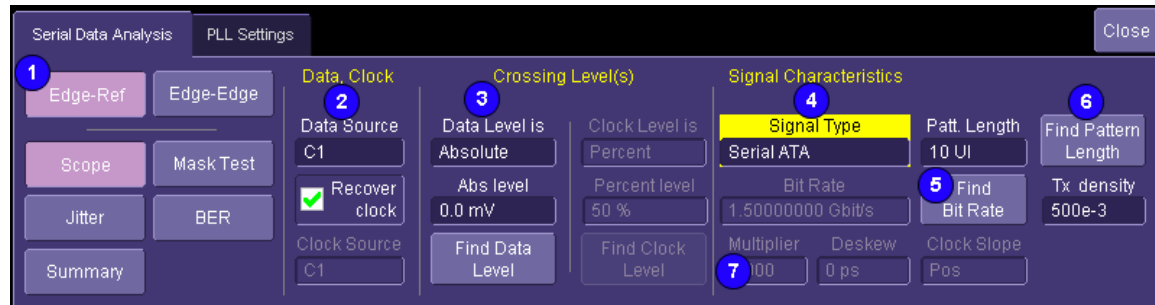 Serial Data Analysis
PLL Settings
Close
1
Edge-Ref
Edge-Edge
Scope
Mask Test
Jitter
BER
Summary
Data, Clock
2
Data Source
C1
Recover
clock
Clock Source
C1
Crossing Level(s)
3
Data Level is
Absolute
Abs level
0.0 mV
Find Data
Level
Clock Level is
Percent
Percent level
50 %
Find Clock
Level
Signal Characteristics
4
Signal Type
Serial ATA
Bit Rate
1.50000000 Gbit/s
Multiplier
7
Deskew
0 ps
Patt. Length
10 UI
5
Find
Bit Rate
Clock Slope
Pos
6
Find Pattern
Length
Tx density
500e-3